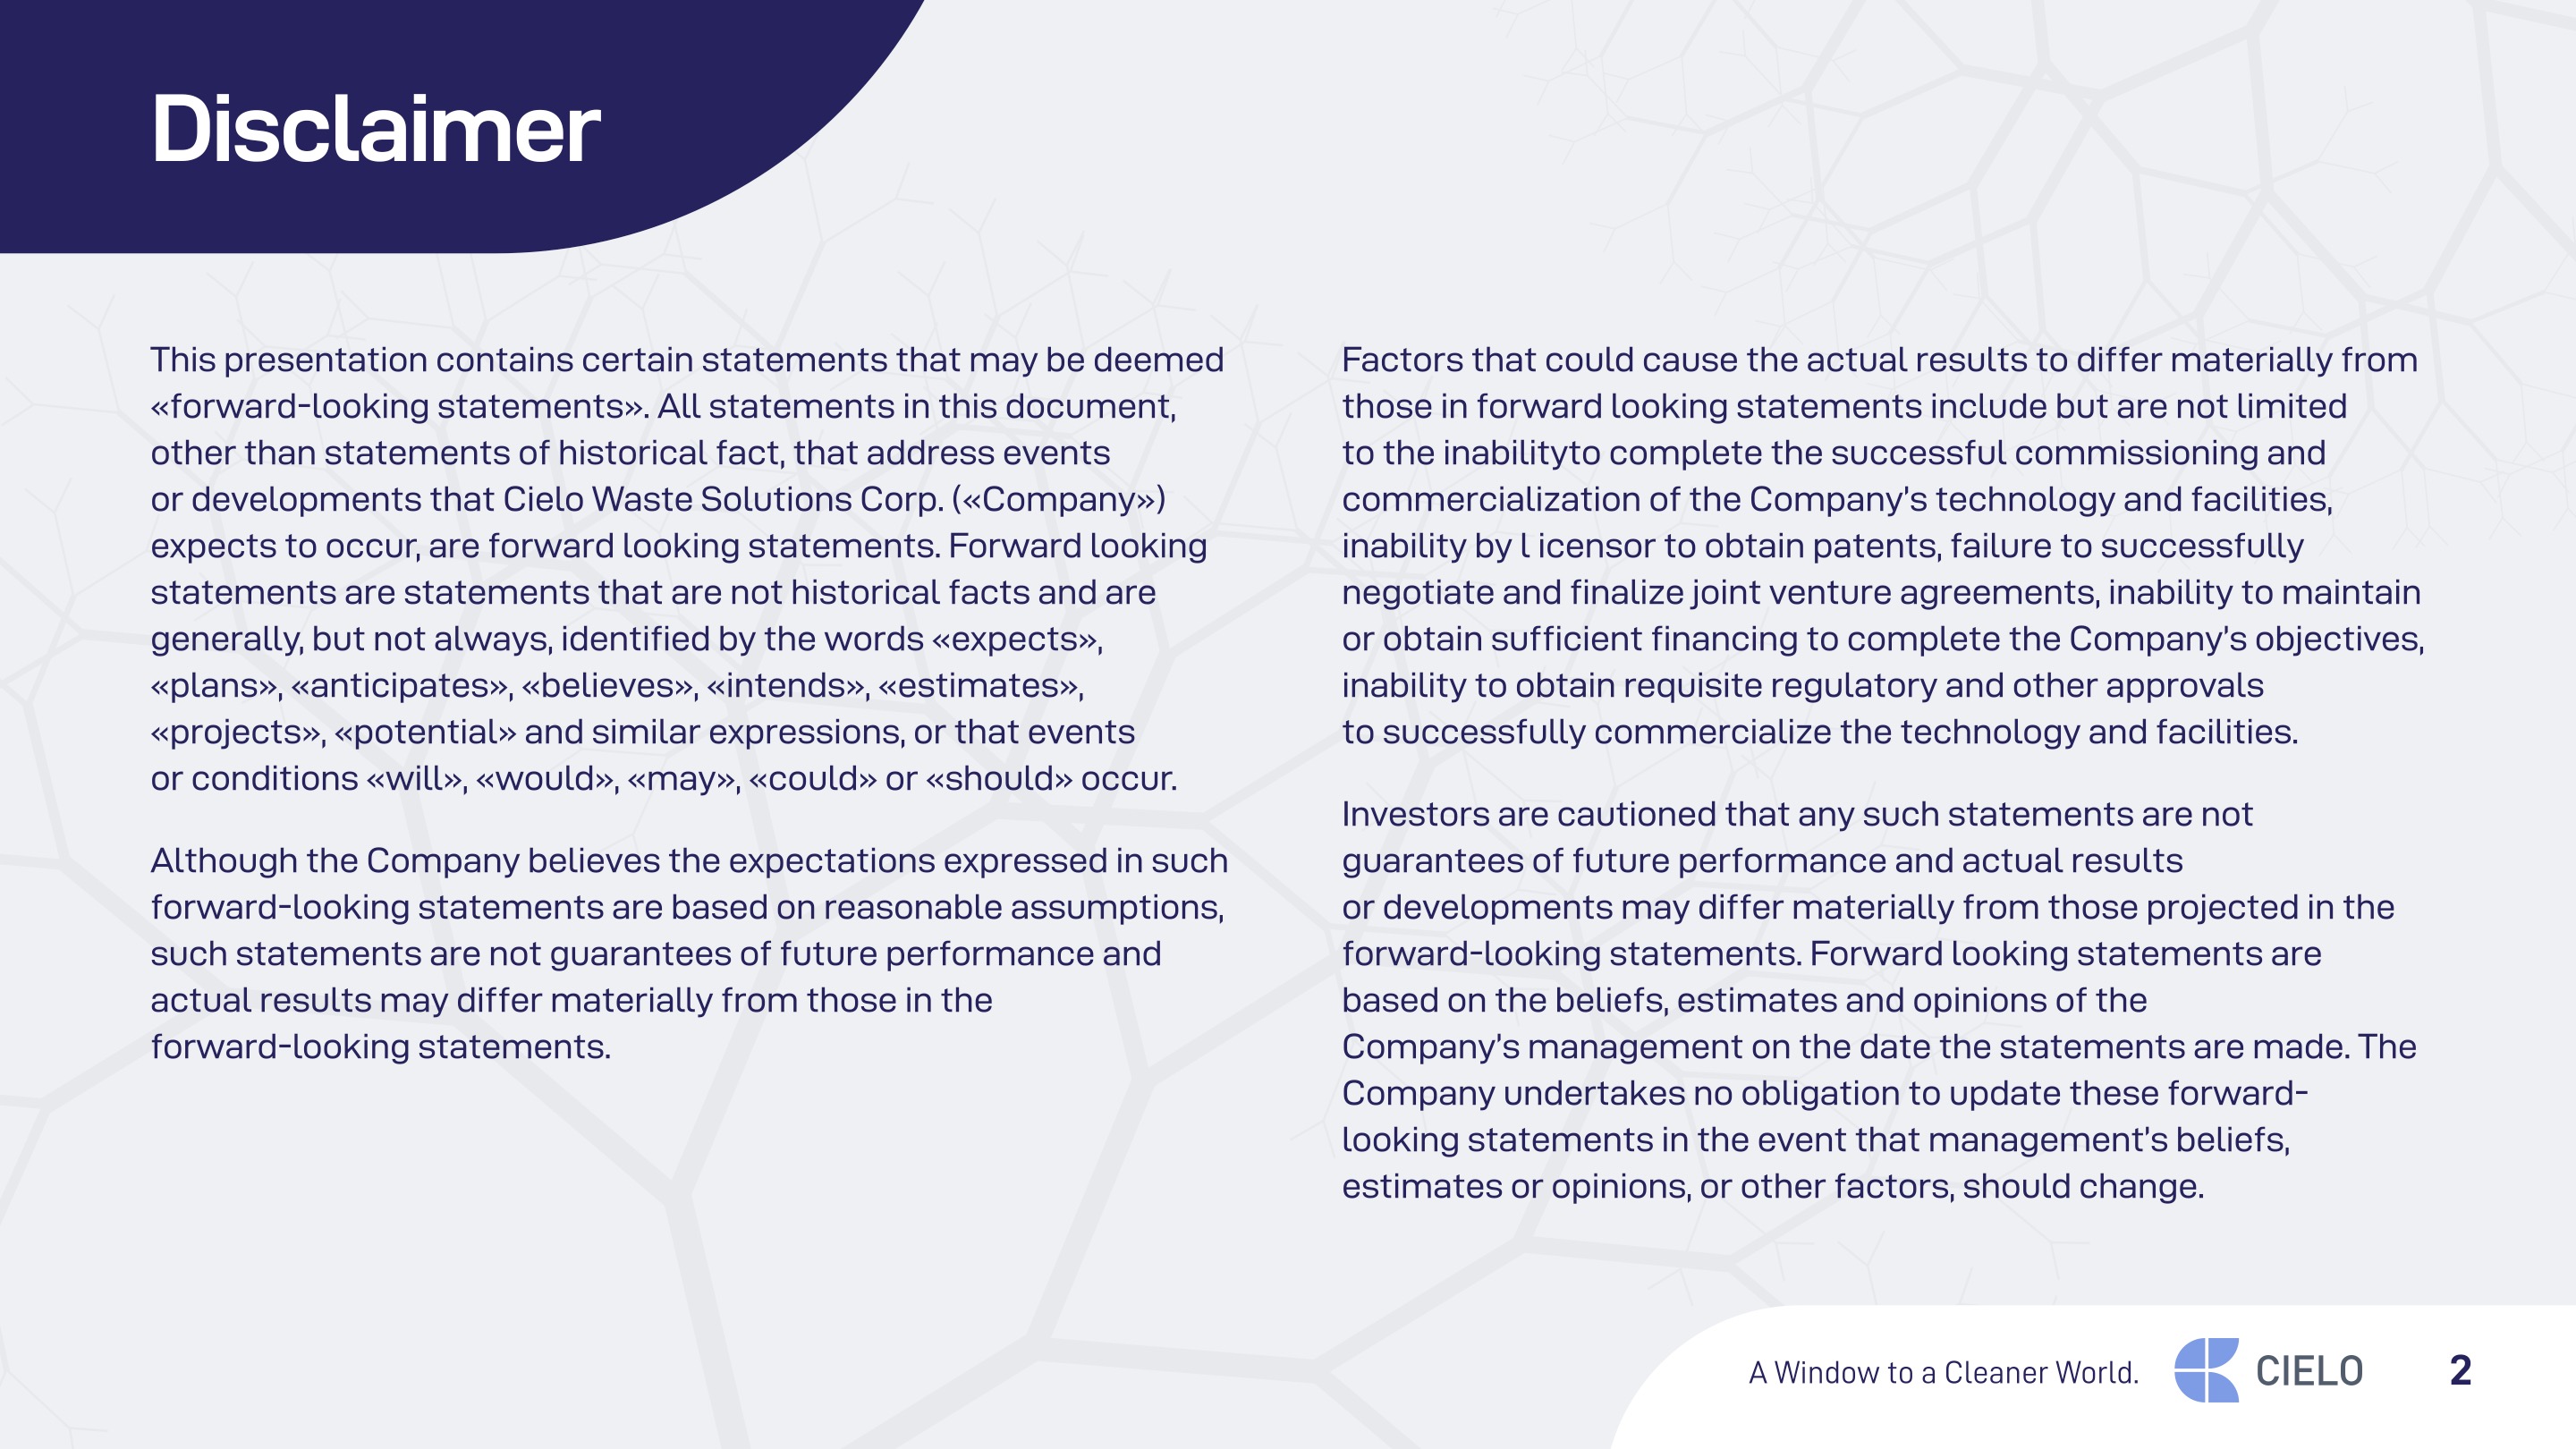 Disclaimer
This presentation contains certain statements that may be deemed
«forward-looking statements». All statements in this document,
other than statements of historical fact, that address events
or developments that Cielo Waste Solutions Corp. («Company»)
expects to occur, are forward looking statements. Forward looking
statements are statements that are not historical facts and are
generally, but not always, identified by the words «expects»,
«plans», «anticipates», «believes», «intends», «estimates»,
«projects», «potential» and similar expressions, or that events
or conditions «will», «would», «may», «could» or «should» occur.
Although the Company believes the expectations expressed in such
forward-looking statements are based on reasonable assumptions,
such statements are not guarantees of future performance and
actual results may differ materially from those in the
forward-looking statements.
Factors that could cause the actual results to differ materially from
those in forward looking statements include but are not limited
to the inabilityto complete the successful commissioning and
commercialization of the Company's technology and facilities,
inability by l icensor to obtain patents, failure to successfully
negotiate and finalize joint venture agreements, inability to maintain
or obtain sufficient financing to complete the Company's objectives,
inability to obtain requisite regulatory and other approvals
to successfully commercialize the technology and facilities.
Investors are cautioned that any such statements are not
guarantees of future performance and actual results
or developments may differ materially from those projected in the
forward-looking statements. Forward looking statements are
based on the beliefs, estimates and opinions of the
Company's management on the date the statements are made. The
Company undertakes no obligation to update these forward-
looking statements in the event that management's beliefs,
estimates or opinions, or other factors, should change.
A Window to a Cleaner World. CIELO 2